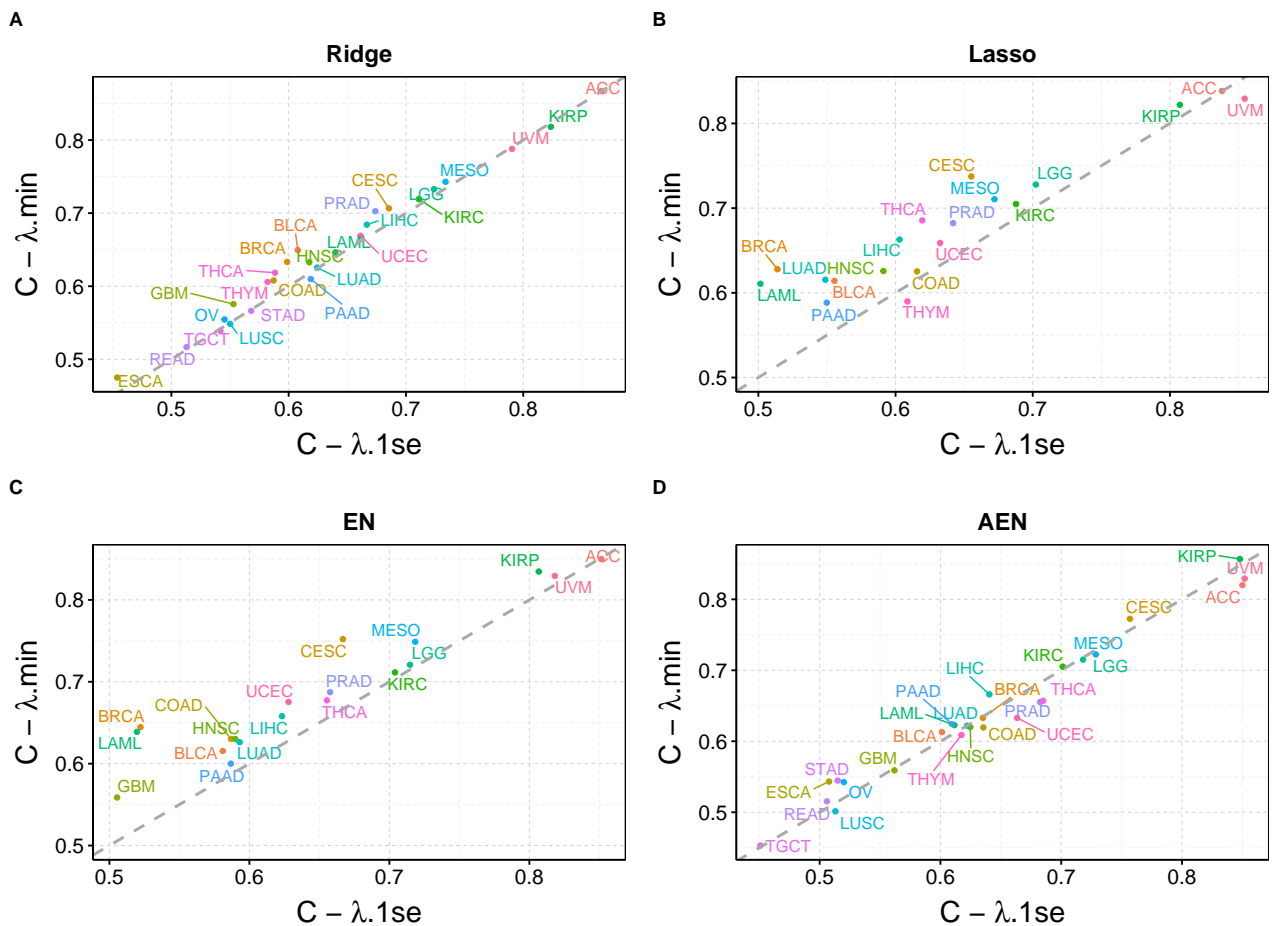 A
Ridge
ACC
KIRP
UVM
CESC
MESO
LGG
PRAD
KIRC
LIHC
BLCA
LAML
BRCA
HNSC
UCEC
THCA
LUAD
GBM
THYM
COAD
PAAD
OV
STAD
TGCT
LUSC
READ
ESCA
0.8
0.7
0.6
0.5
0.5 0.6 0.7 0.8
C − λ.min
C − λ.1se
B
Lasso
ACC
KIRP
UVM
CESC
LGG
MESO
THCA
PRAD
KIRC
LIHC
UCEC
BRCA
LUAD
HNSC
COAD
LAML
BLCA
PAAD
THYM
0.8
0.7
0.6
0.5
0.5 0.6 0.7 0.8
C − λ.min
C − λ.1se
C
EN
ACC
KIRP
UVM
MESO
CESC
LGG
PRAD
KIRC
UCEC
THCA
COAD
BRCA
HNSC
LIHC
LAML
BLCA
LUAD
PAAD
GBM
0.8
0.7
0.6
0.5
0.5 0.6 0.7 0.8
C − λ.min
C − λ.1se
D
AEN
KIRP
UVM
ACC
CESC
MESO
KIRC
LGG
LIHC
BRCA
THCA
PAAD
LAML
LUAD
PRAD
BLCA
COAD
UCEC
HNSC
GBM
THYM
STAD
ESCA
OV
READ
LUSC
TGCT
0.8
0.7
0.6
0.5
0.5 0.6 0.7 0.8
C − λ.min
C − λ.1se